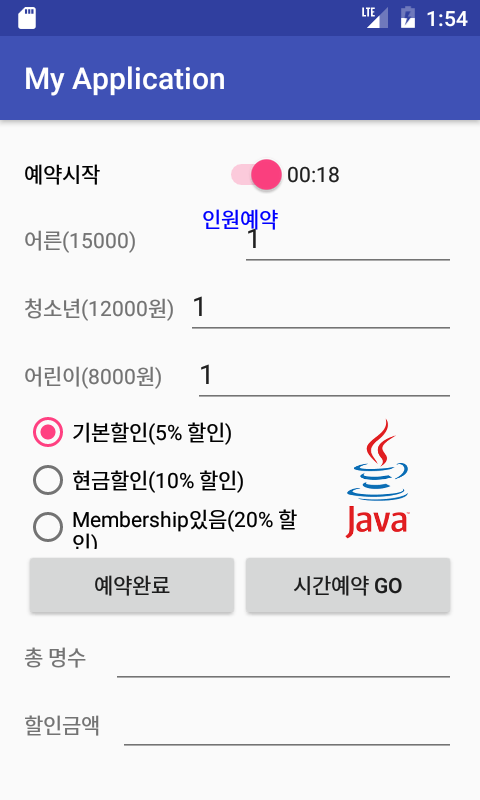 LTE 1:54
My Application
예약시작 00:18
인원예약
어른(15000) 1
청소년(12000원) 1
어린이(8000원) 1
기본할인(5% 할인)
현금할인(10% 할인)
Membership있음(20% 할
인)
Java
예약완료 시간예약 GO
총 명수
할인금액